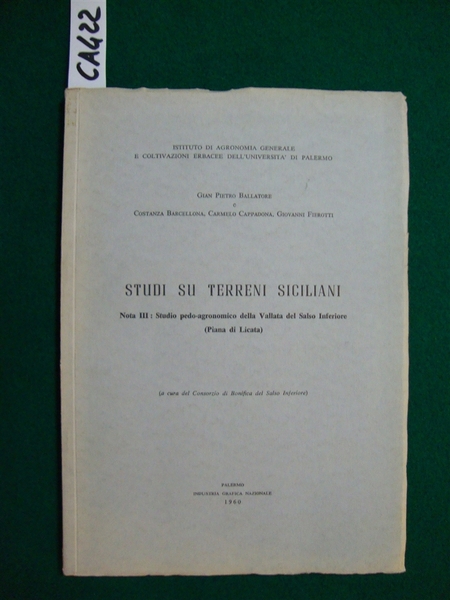 CA422
ISTITUTO DI AGRONOMIA GENERALE
E COLTIVAZIONI ERBACEE DELL'UNIVERSITA' DI PALERMO
GIAN PIETRO BALLATORE
E
COSTANZA BARCELLONA, CARMELO CAPPADONA, GIOVANNI FIEROTTI
STUDI SU TERRENI SICILIANI
Nota III: Studio pedo-agronomico della Vallata del Salso Inferiore
(Piana di Licata)
(a cura del Consorzio di Bonifica del Salso Inferiore)
PALERMO
INDUSTRIA GRAFICA NAZIONALE
1960